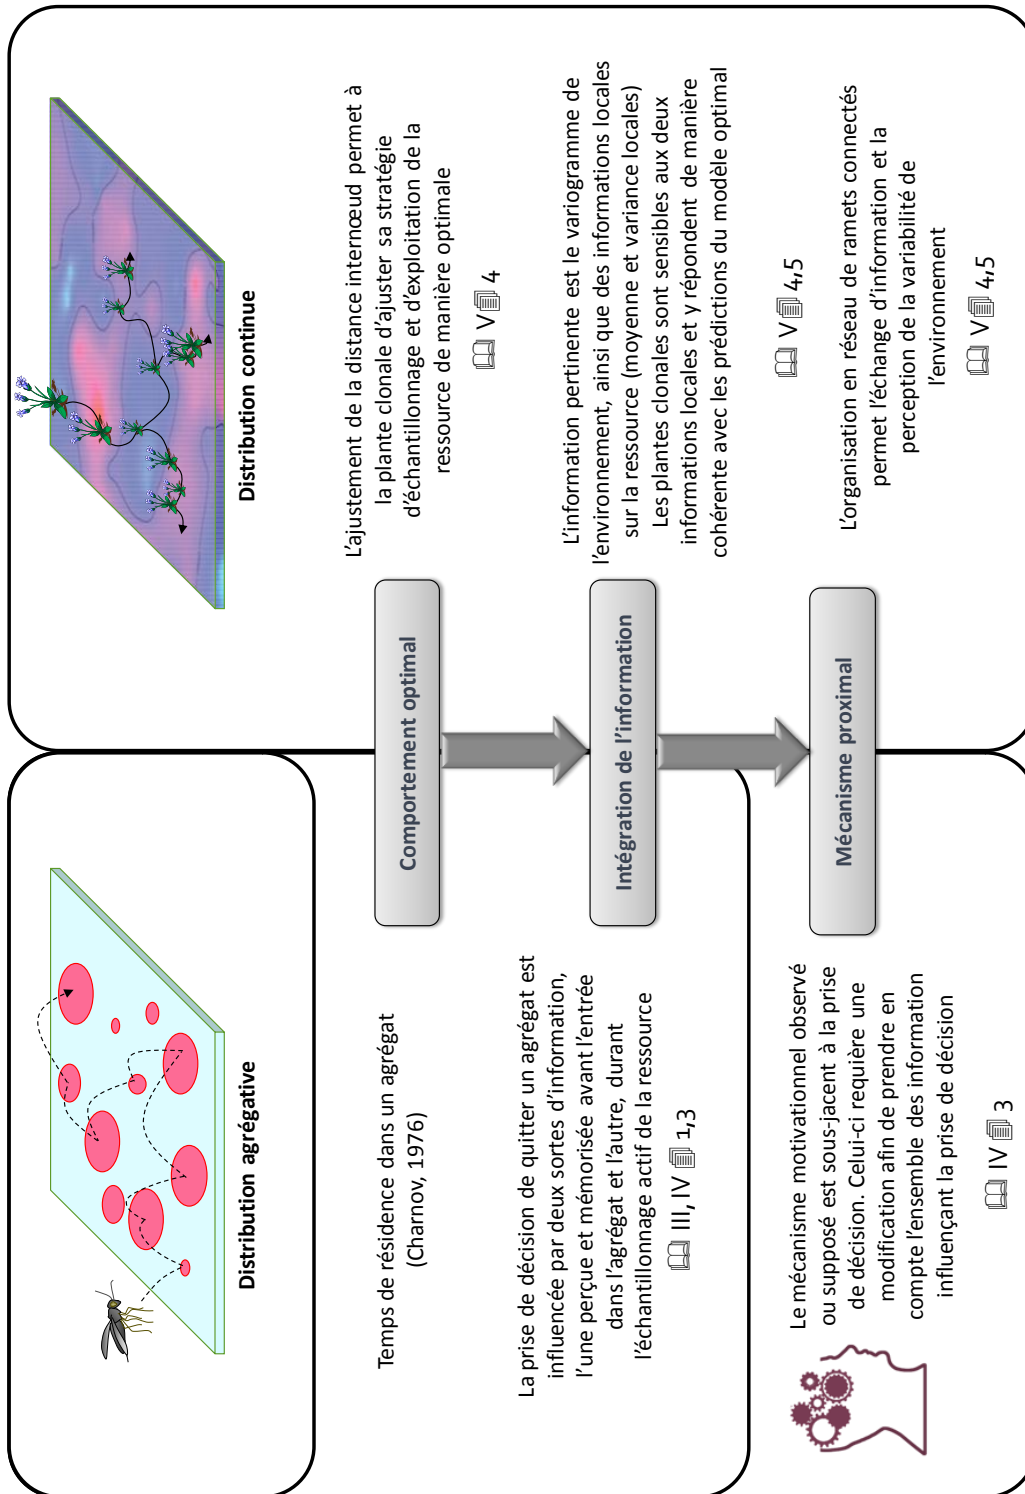 Distribution agrégative
Distribution continue
Temps de résidence dans un agrégat
(Charnov, 1976)
Comportement optimal
L'ajustement de la distance internœud permet à
la plante clonale d'ajuster sa stratégie
d'échantillonnage et d'exploitation de la
ressource de manière optimale
V 4
La prise de décision de quitter un agrégat est
influencée par deux sortes d'information,
l'une perçue et mémorisée avant l'entrée
dans l'agrégat et l'autre, durant
l'échantillonnage actif de la ressource
III, IV 1,3
Intégration de l'information
L'information pertinente est le variogramme de
l'environnement, ainsi que des informations locales
sur la ressource (moyenne et variance locales)
Les plantes clonales sont sensibles aux deux
informations locales et y répondent de manière
cohérente avec les prédictions du modèle optimal
V 4,5
Le mécanisme motivationnel observé
ou supposé est sous-jacent à la prise
de décision. Celui-ci requière une
modification afin de prendre en
compte l'ensemble des information
influençant la prise de décision
IV 3
Mécanisme proximal
L'organisation en réseau de ramets connectés
permet l'échange d'information et la
perception de la variabilité de
l'environnement
V 4,5